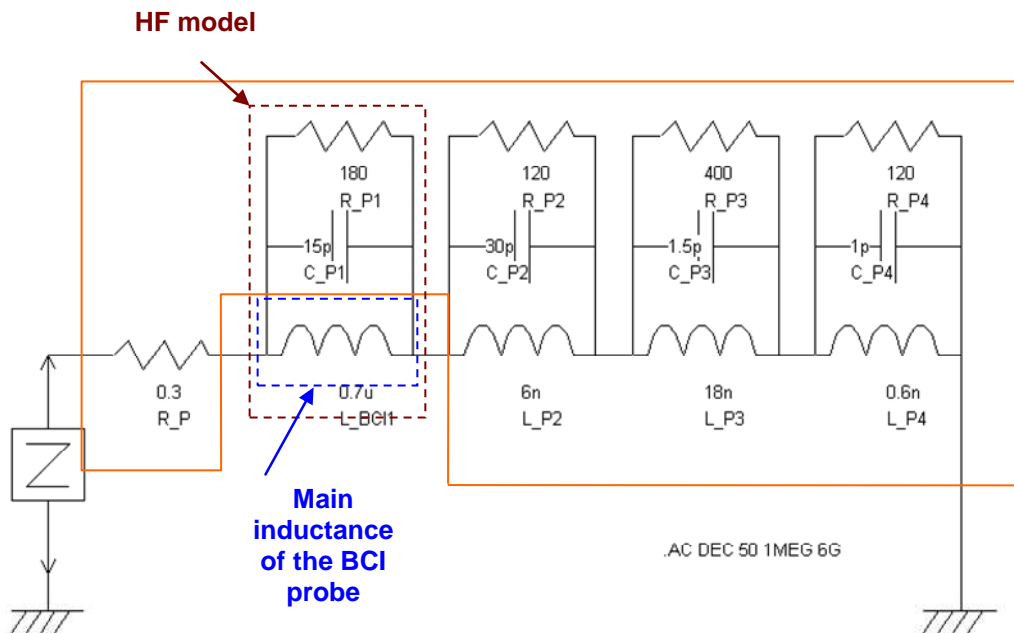 HF model
180
R_P1
15p
C_P1
120
R_P2
30p
C_P2
400
R_P3
1.5p
C_P3
120
R_P4
1p
C_P4
0.3
R_P
0.7u
L_BCI1
6n
L_P2
18n
L_P3
0.6n
L_P4
Z
Main
inductance
of the BCI
probe
.AC DEC 50 1MEG 6G